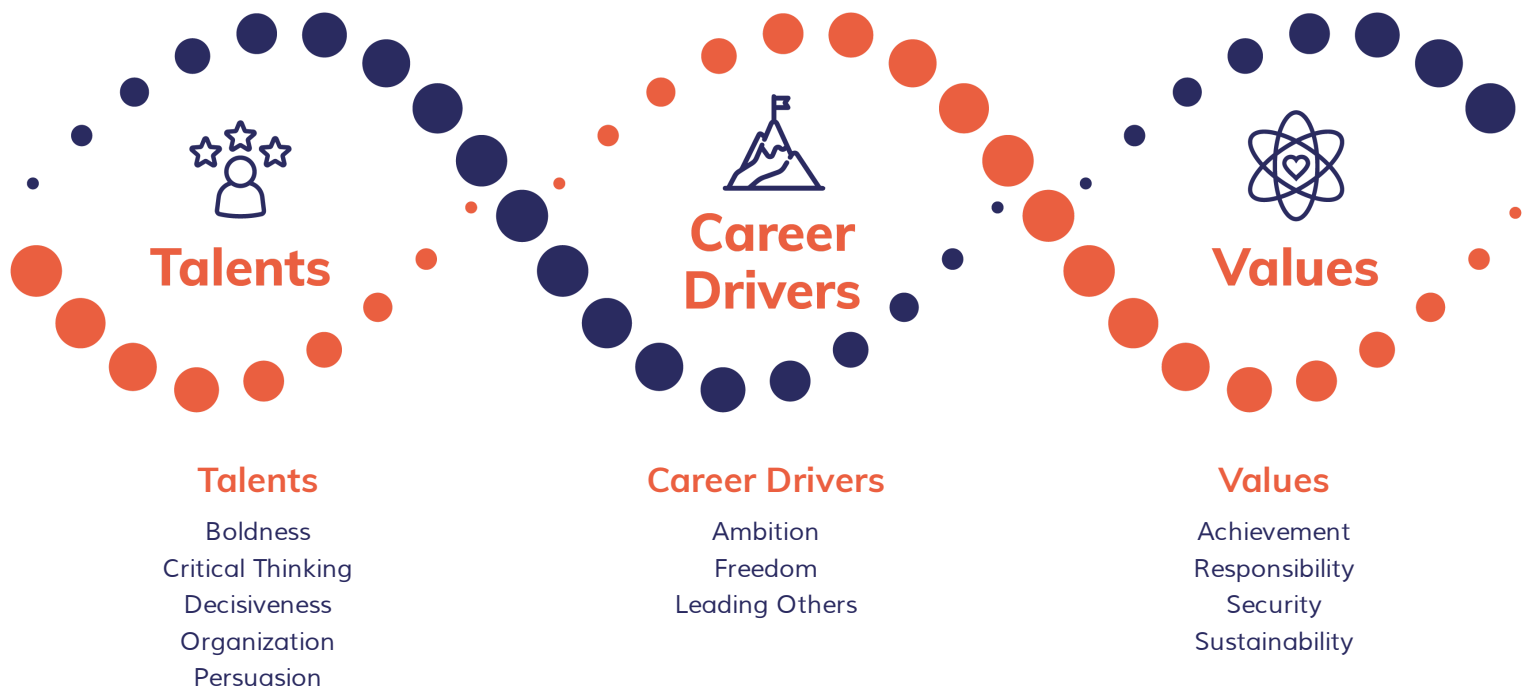 Talents
Career
Drivers
Values
Talents
Boldness
Critical Thinking
Decisiveness
Organization
Persuasion
Career Drivers
Ambition
Freedom
Leading Others
Values
Achievement
Responsibility
Security
Sustainability